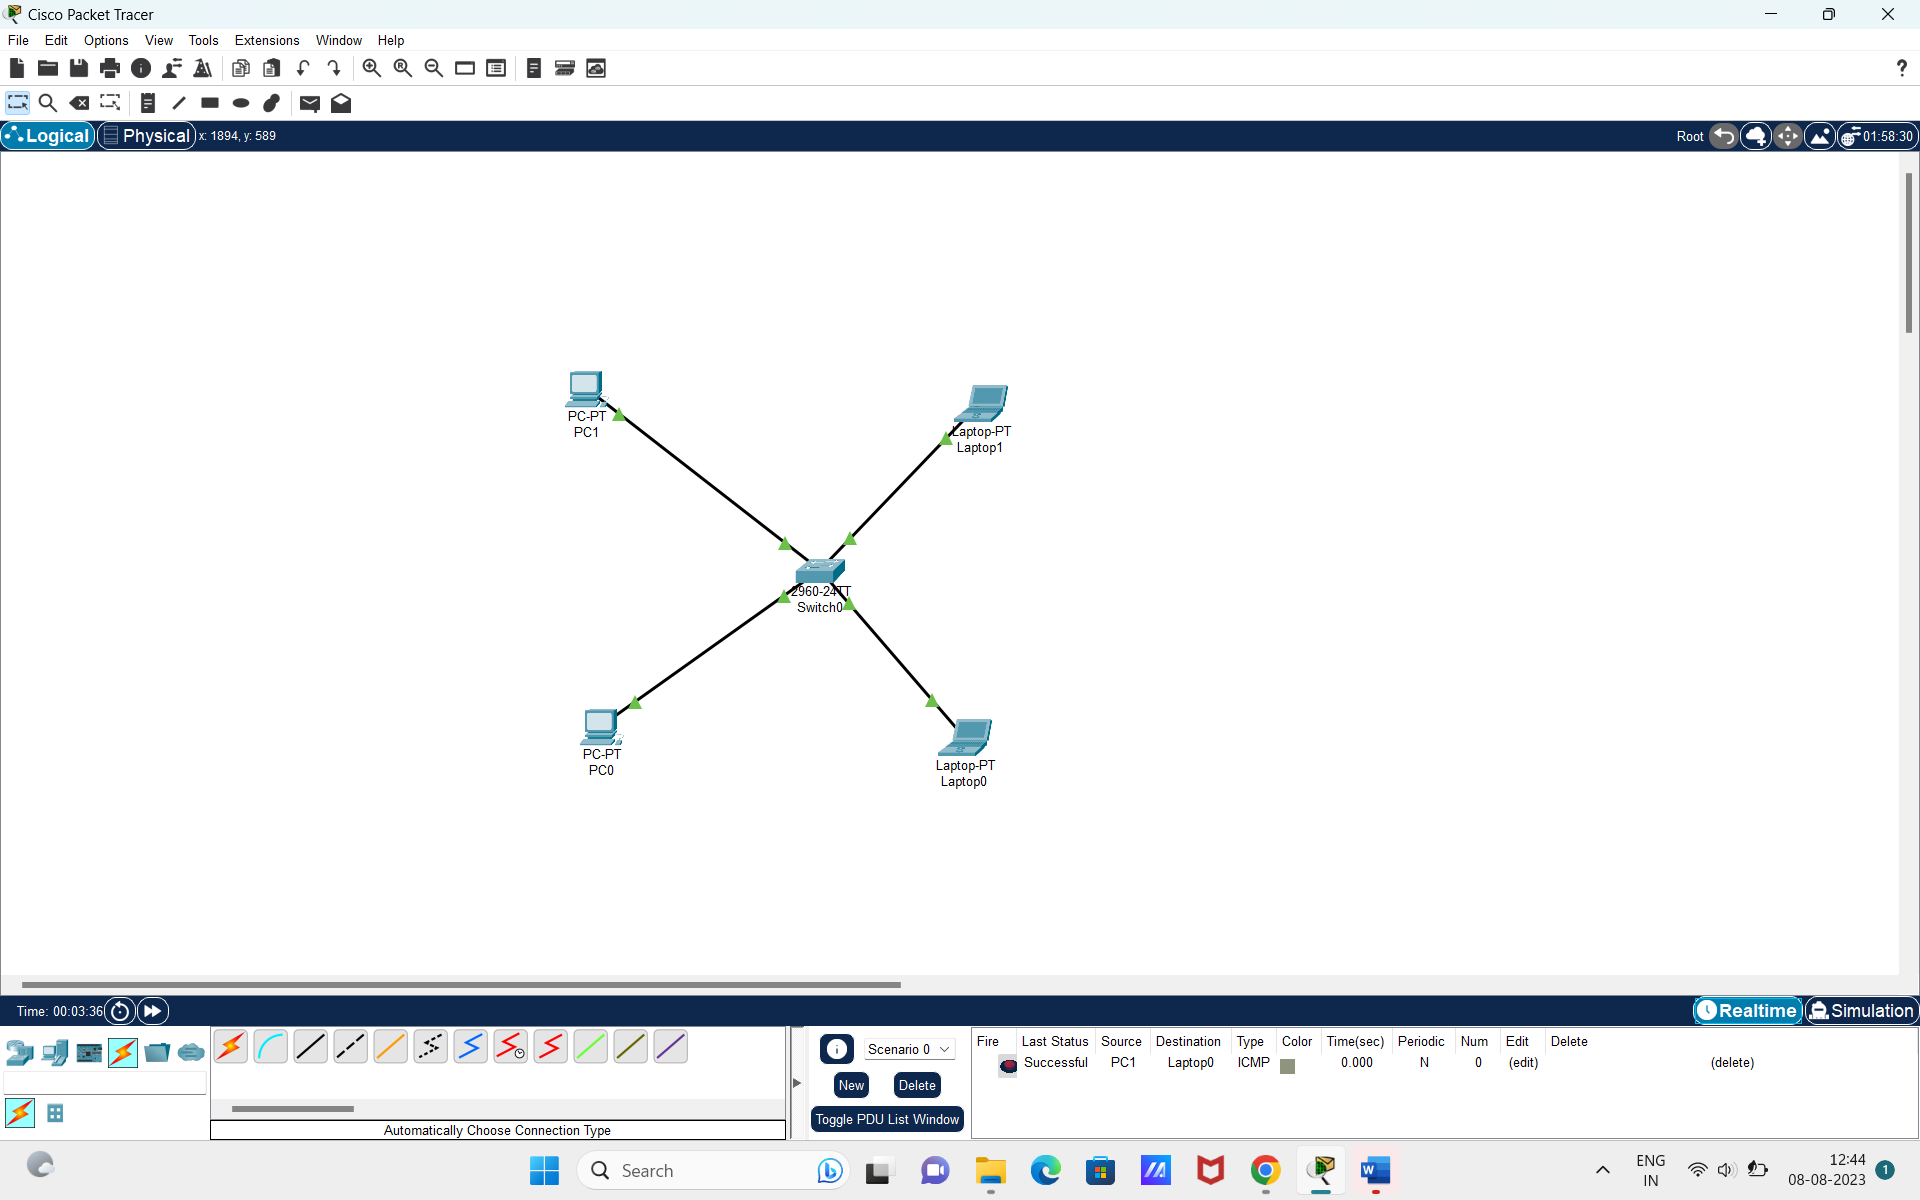 Cisco Packet Tracer
File Edit Options View Tools Extensions Window Help
Logical Physical x: 1894, y: 589 Root 01:58:30
PC-PT
PC1
Laptop-PT
Laptop1
2960-24TT
Switch0
PC-PT
PC0
Laptop-PT
Laptop0
Time: 00:03:36 Realtime Simulation
Scenario 0
New Delete
Toggle PDU List Window
Automatically Choose Connection Type
Fire Last Status Source Destination Type Color Time(sec) Periodic Num Edit Delete
Successful PC1 Laptop0 ICMP 0.000 N 0 (edit) (delete)
Search
ENG
IN
12:44
08-08-2023
1